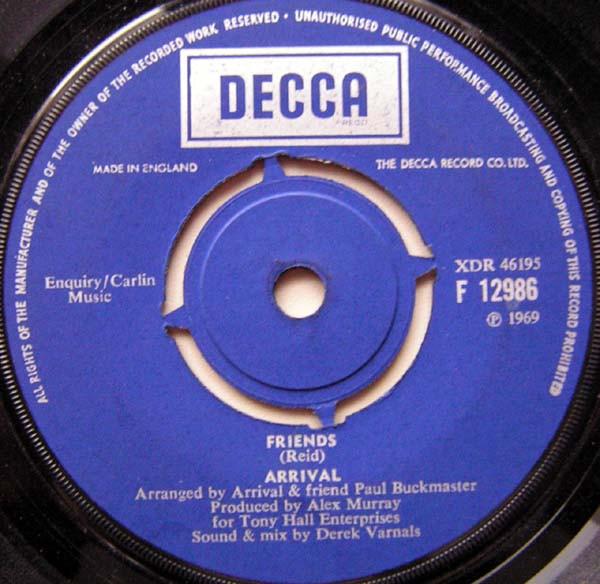 ALL RIGHTS OF THE MANUFACTURER AND OF THE OWNER OF THE RECORDED WORK RESERVED · UNAUTHORISED PUBLIC PERFORMANCE BROADCASTING AND COPYING OF THIS RECORD PROHIBITED
DECCA
REGD
MADE IN ENGLAND
THE DECCA RECORD CO. LTD.
Enquiry/Carlin
Music
XDR 46195
F 12986
Ⓟ 1969
FRIENDS
(Reid)
ARRIVAL
Arranged by Arrival & friend Paul Buckmaster
Produced by Alex Murray
for Tony Hall Enterprises
Sound & mix by Derek Varnals